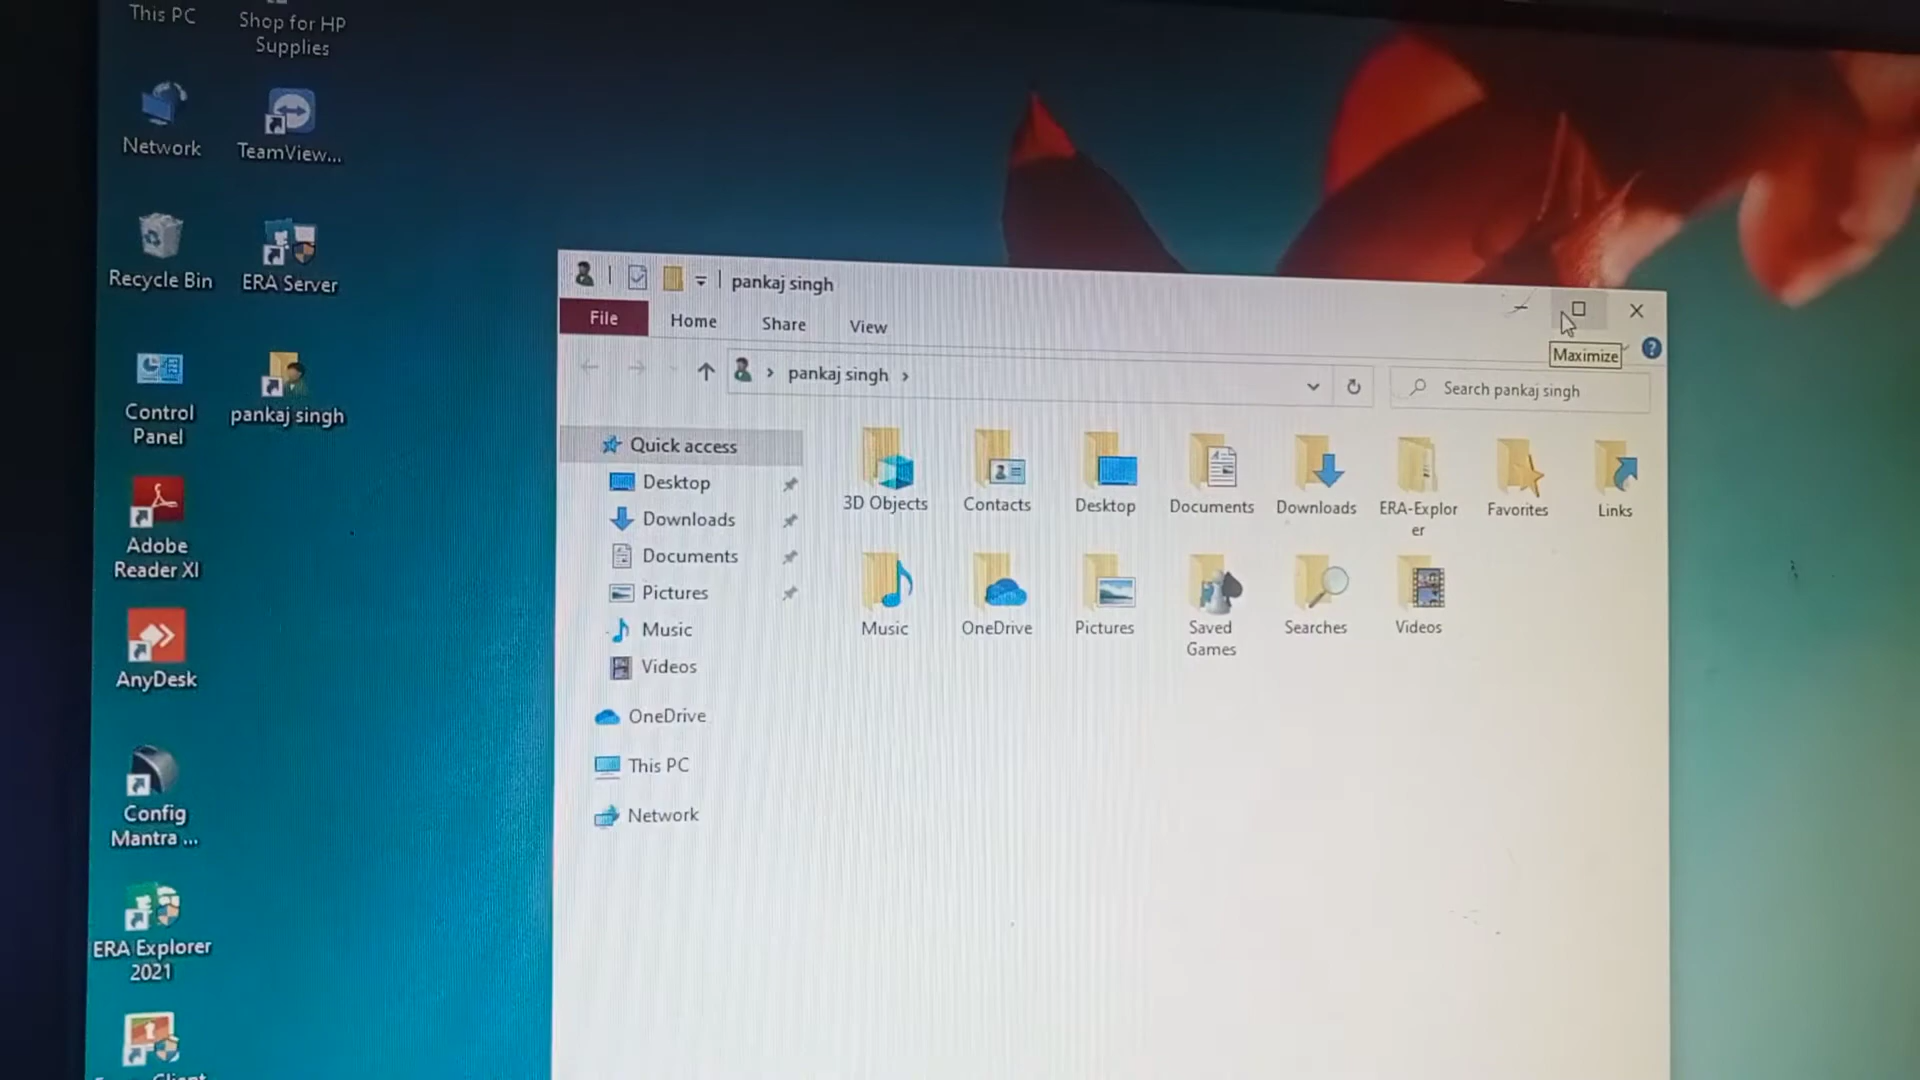 This PC
Shop for HP
Supplies
Network
TeamView...
Recycle Bin
ERA Server
Control
Panel
pankaj singh
Adobe
Reader XI
AnyDesk
Config
Mantra ...
ERA Explorer
2021
pankaj singh
File
Home
Share
View
Maximize
pankaj singh
Search pankaj singh
Quick access
Desktop
Downloads
Documents
Pictures
Music
Videos
OneDrive
This PC
Network
3D Objects
Contacts
Desktop
Documents
Downloads
ERA-Explor
er
Favorites
Links
Music
OneDrive
Pictures
Saved
Games
Searches
Videos